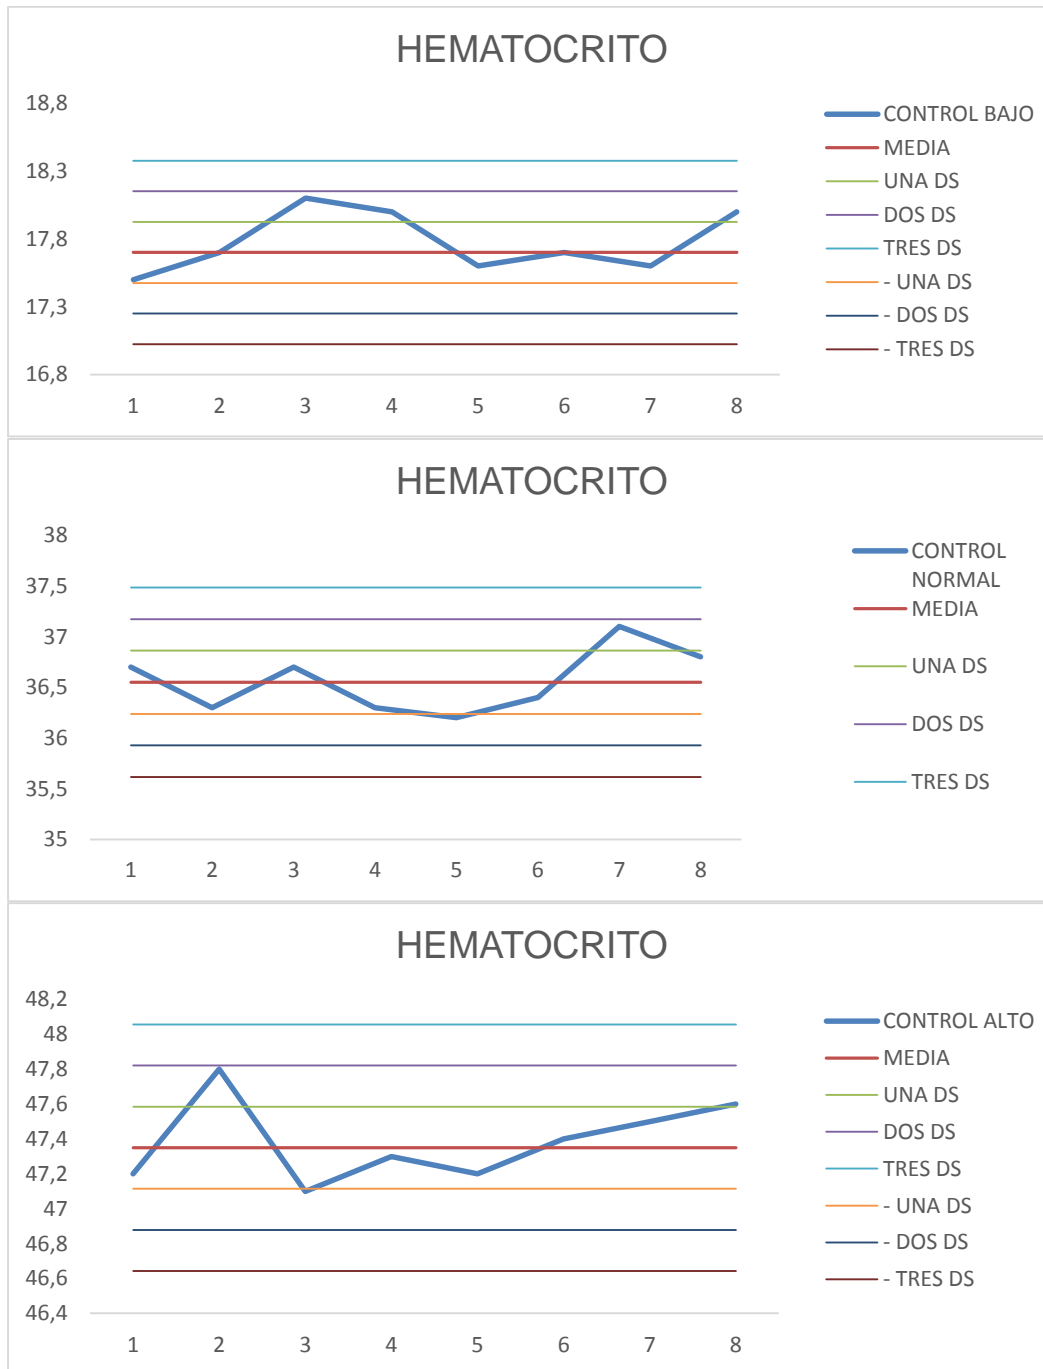 HEMATOCRITO
18,8
18,3
17,8
17,3
16,8
1 2 3 4 5 6 7 8
CONTROL BAJO
MEDIA
UNA DS
DOS DS
TRES DS
- UNA DS
- DOS DS
- TRES DS
HEMATOCRITO
38
37,5
37
36,5
36
35,5
35
1 2 3 4 5 6 7 8
CONTROL
NORMAL
MEDIA
UNA DS
DOS DS
TRES DS
HEMATOCRITO
48,2
48
47,8
47,6
47,4
47,2
47
46,8
46,6
46,4
1 2 3 4 5 6 7 8
CONTROL ALTO
MEDIA
UNA DS
DOS DS
TRES DS
- UNA DS
- DOS DS
- TRES DS